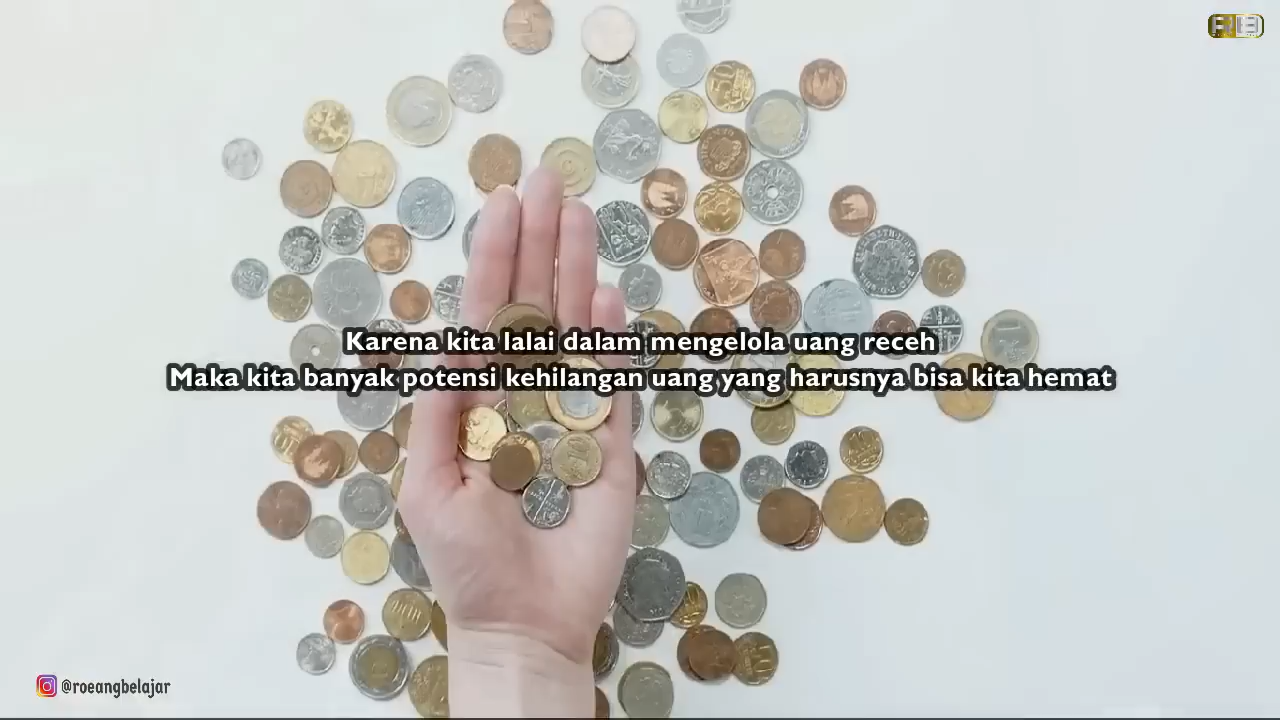 Karena kita lalai dalam mengelola uang receh
Maka kita banyak potensi kehilangan uang yang harusnya bisa kita hemat
@roeangbelajar